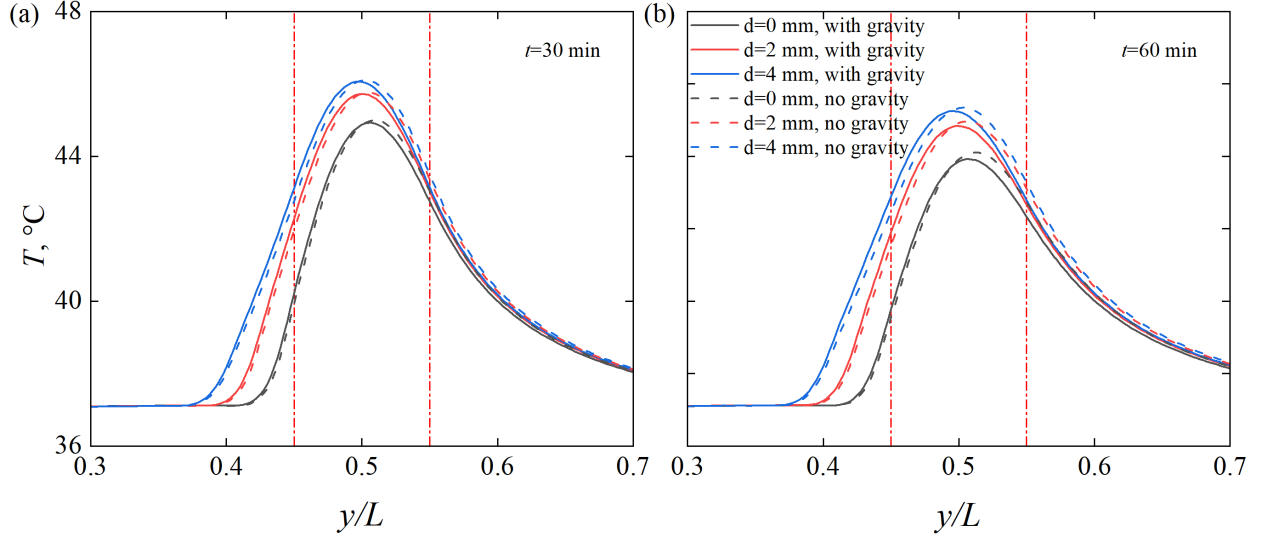 (a)
48
44
40
36
T, °C
t=30 min
0.3 0.4 0.5 0.6 0.7
y/L
(b)
d=0 mm, with gravity
d=2 mm, with gravity
d=4 mm, with gravity
d=0 mm, no gravity
d=2 mm, no gravity
d=4 mm, no gravity
t=60 min
0.3 0.4 0.5 0.6 0.7
y/L